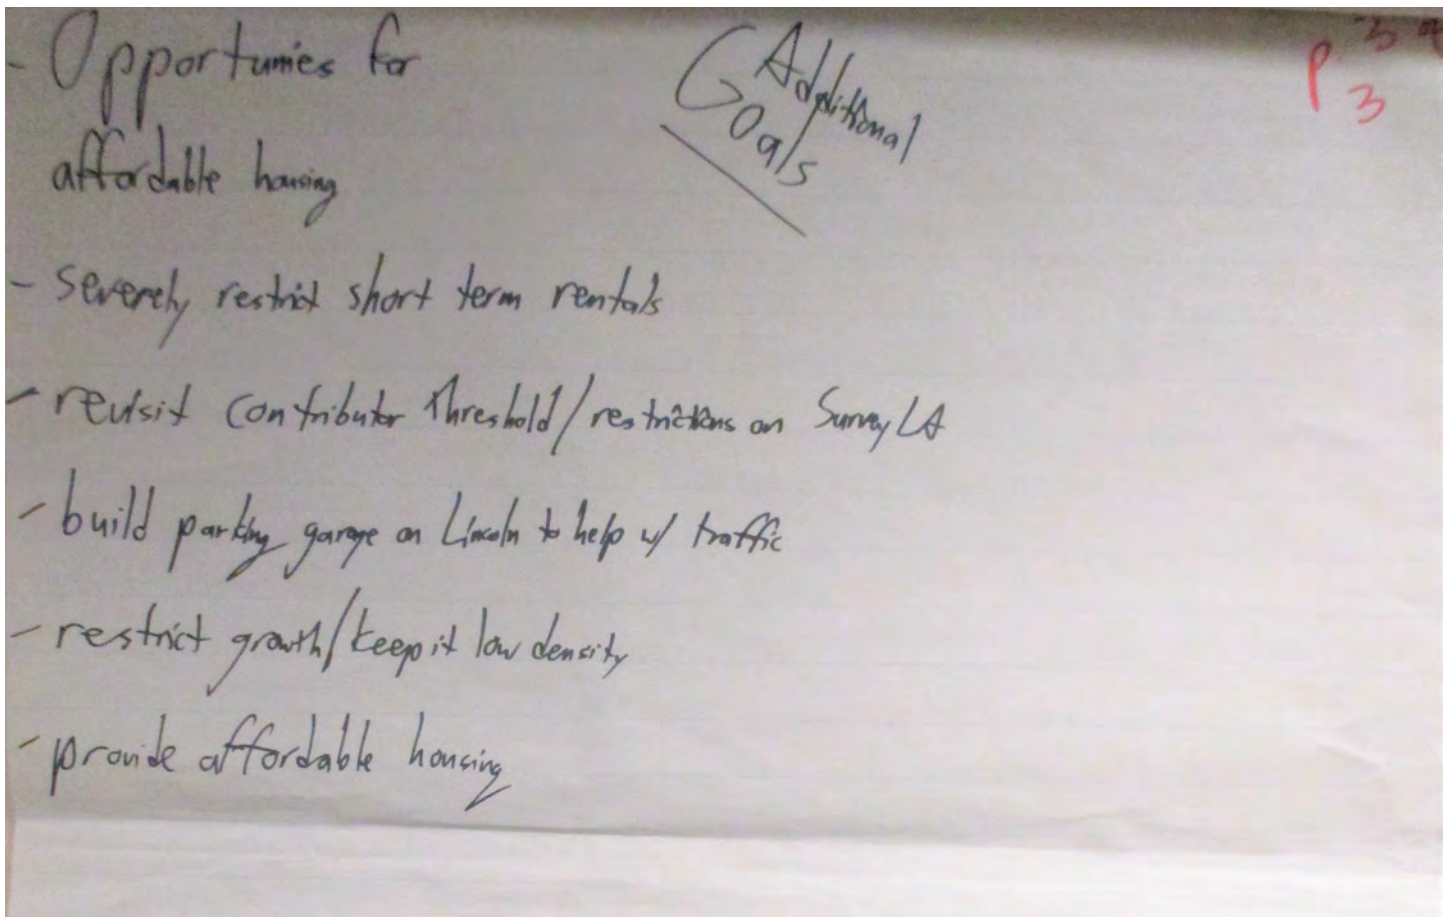 - Opportunies for
affordable housing
Additional
Goals
p. 3
- severely restrict short term rentals
- revisit contributor threshold/restrictions on Survey LA
- build parking garage on Lincoln to help w/ traffic
- restrict growth/keep it low density
- provide affordable housing